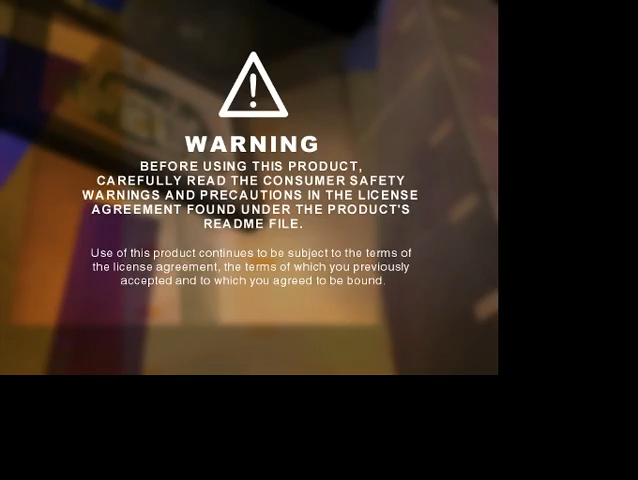 WARNING
BEFORE USING THIS PRODUCT,
CAREFULLY READ THE CONSUMER SAFETY
WARNINGS AND PRECAUTIONS IN THE LICENSE
AGREEMENT FOUND UNDER THE PRODUCT'S
README FILE.
Use of this product continues to be subject to the terms of
the license agreement, the terms of which you previously
accepted and to which you agreed to be bound.